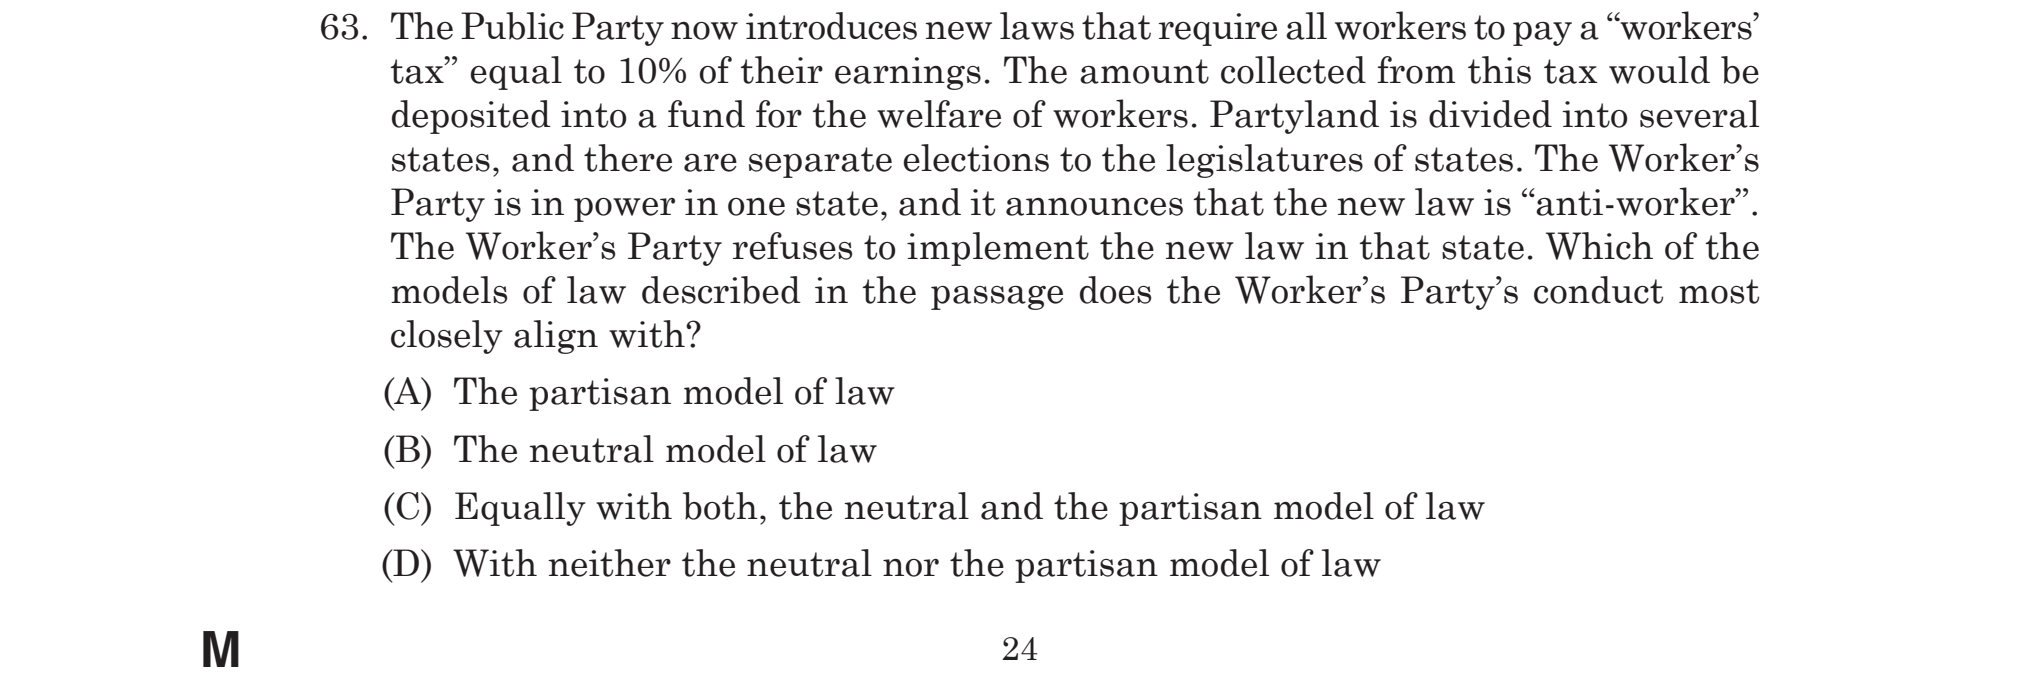 63. The Public Party now introduces new laws that require all workers to pay a “workers’
tax” equal to 10% of their earnings. The amount collected from this tax would be
deposited into a fund for the welfare of workers. Partyland is divided into several
states, and there are separate elections to the legislatures of states. The Worker’s
Party is in power in one state, and it announces that the new law is “anti-worker”.
The Worker’s Party refuses to implement the new law in that state. Which of the
models of law described in the passage does the Worker’s Party’s conduct most
closely align with?
(A) The partisan model of law
(B) The neutral model of law
(C) Equally with both, the neutral and the partisan model of law
(D) With neither the neutral nor the partisan model of law
M 24